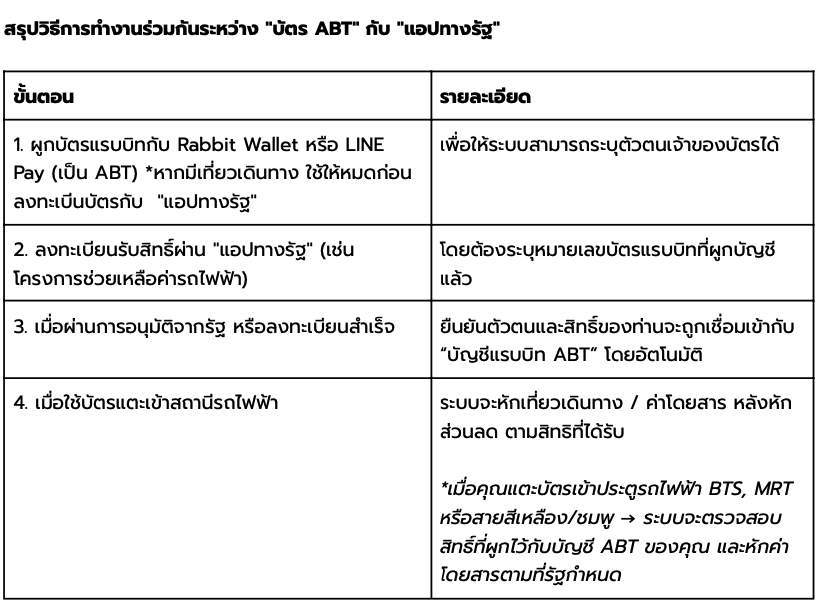 สรุปวิธีการทำงานร่วมกันระหว่าง "บัตร ABT" กับ "แอปทางรัฐ"
ขั้นตอน
รายละเอียด
1. ผูกบัตรแรบบิทกับ Rabbit Wallet หรือ LINE
Pay (เป็น ABT) *หากมีเที่ยวเดินทาง ใช้ให้หมดก่อน
ลงทะเบีนบัตรกับ "แอปทางรัฐ"
เพื่อให้ระบบสามารถระบุตัวตนเจ้าของบัตรได้
2. ลงทะเบียนรับสิทธิ์ผ่าน "แอปทางรัฐ" (เช่น
โครงการช่วยเหลือค่ารถไฟฟ้า)
โดยต้องระบุหมายเลขบัตรแรบบิทที่ผูกบัญชี
แล้ว
3. เมื่อผ่านการอนุมัติจากรัฐ หรือลงทะเบียนสำเร็จ
ยืนยันตัวตนและสิทธิ์ของท่านจะถูกเชื่อมเข้ากับ
“บัญชีแรบบิท ABT” โดยอัตโนมัติ
4. เมื่อใช้บัตรแตะเข้าสถานีรถไฟฟ้า
ระบบจะหักเที่ยวเดินทาง / ค่าโดยสาร หลังหัก
ส่วนลด ตามสิทธิที่ได้รับ
*เมื่อคุณแตะบัตรเข้าประตูรถไฟฟ้า BTS, MRT
หรือสายสีเหลือง/ชมพู → ระบบจะตรวจสอบ
สิทธิ์ที่ผูกไว้กับบัญชี ABT ของคุณ และหักค่า
โดยสารตามที่รัฐกำหนด